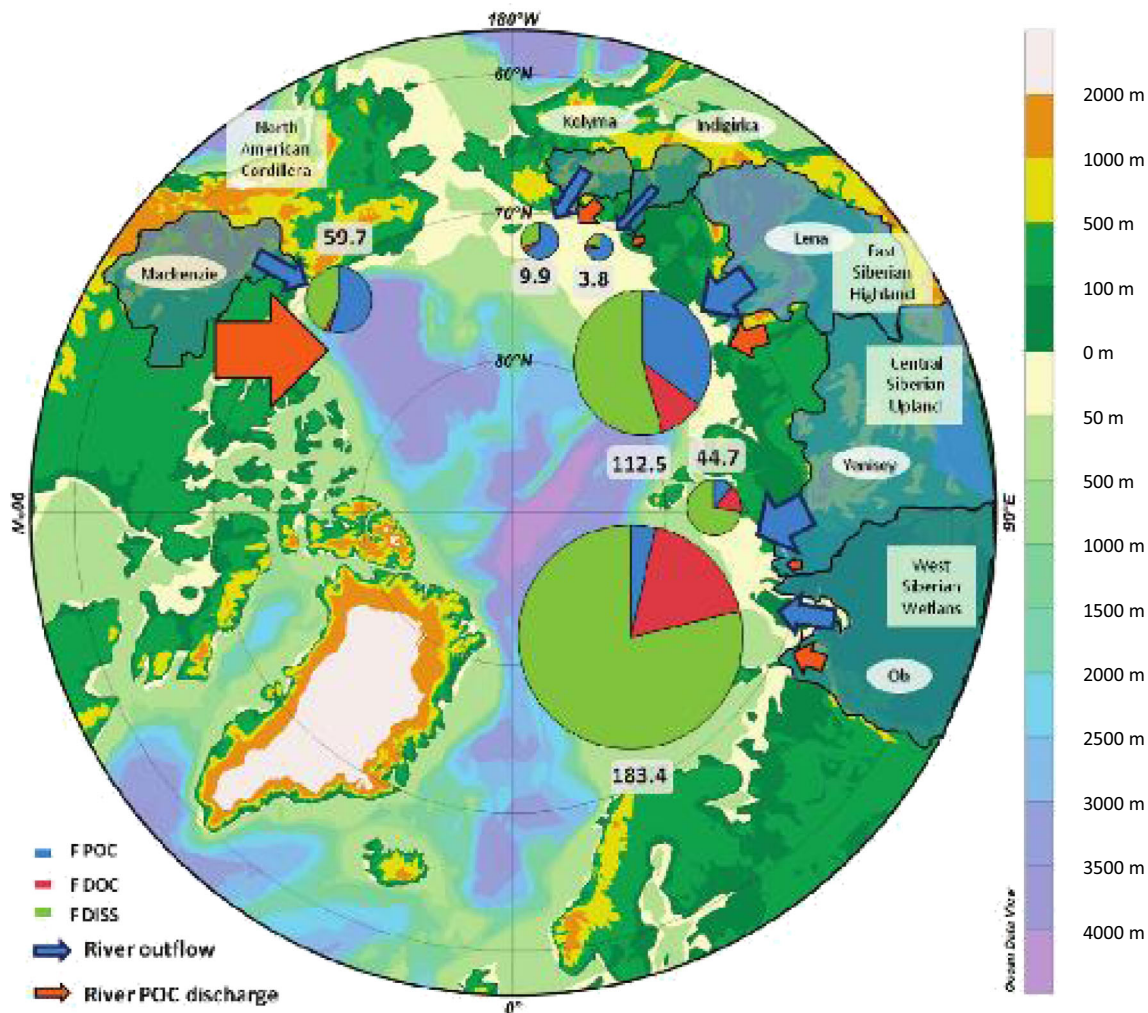 180°W
60°N
Kolyma
Indigirka
North
American
Cordillera
70°N
59.7
Lena
Mackenzie
9.9
3.8
East
Siberian
Highland
80°N
Central
Siberian
Upland
112.5
44.7
Yenisey
90°W
90°E
West
Siberian
Wetlans
Ob
183.4
F POC
F DOC
F DISS
River outflow
River POC discharge
0°
Ocean Data View
2000 m
1000 m
500 m
100 m
0 m
50 m
500 m
1000 m
1500 m
2000 m
2500 m
3000 m
3500 m
4000 m